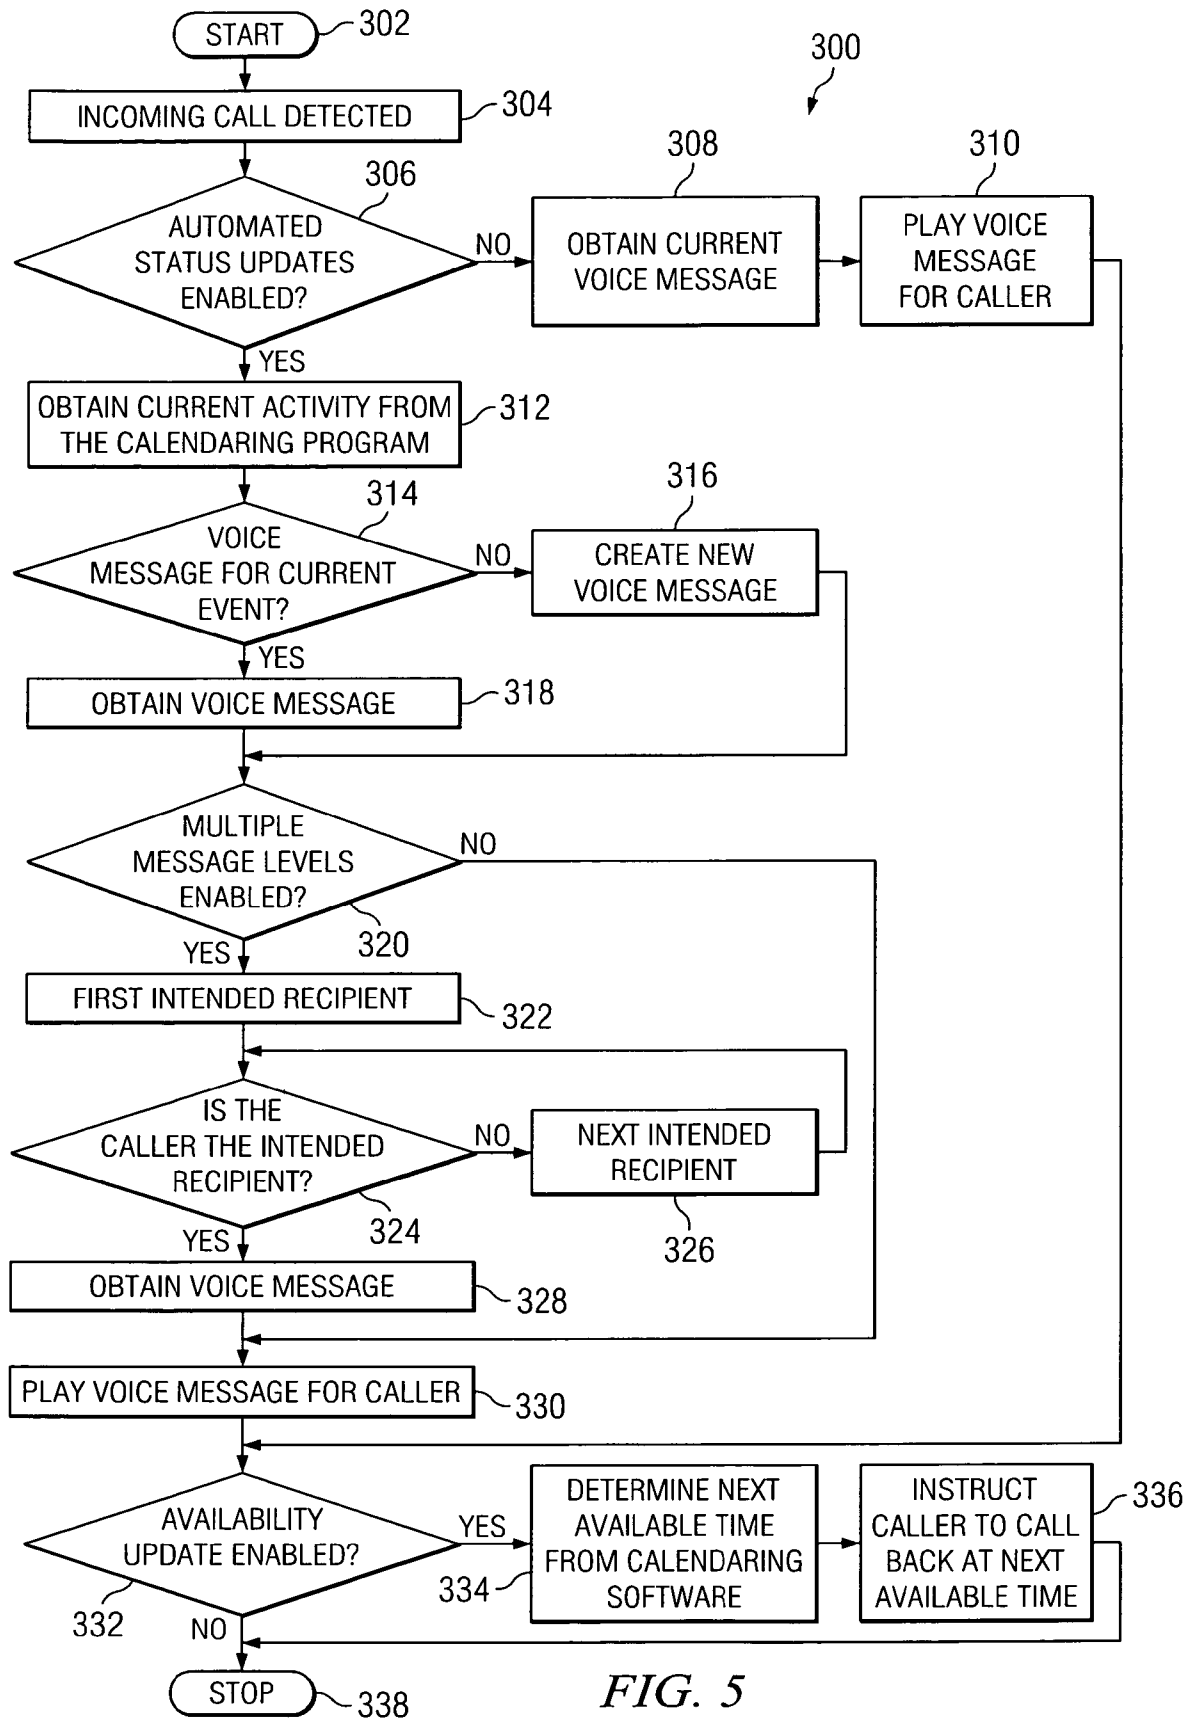 START
302
300
INCOMING CALL DETECTED
304
306
308
310
AUTOMATED
STATUS UPDATES
ENABLED?
NO
OBTAIN CURRENT
VOICE MESSAGE
PLAY VOICE
MESSAGE
FOR CALLER
YES
OBTAIN CURRENT ACTIVITY FROM
THE CALENDARING PROGRAM
312
314
316
VOICE
MESSAGE FOR CURRENT
EVENT?
NO
CREATE NEW
VOICE MESSAGE
YES
OBTAIN VOICE MESSAGE
318
MULTIPLE
MESSAGE LEVELS
ENABLED?
NO
320
YES
FIRST INTENDED RECIPIENT
322
IS THE
CALLER THE INTENDED
RECIPIENT?
NO
NEXT INTENDED
RECIPIENT
324
326
YES
OBTAIN VOICE MESSAGE
328
PLAY VOICE MESSAGE FOR CALLER
330
AVAILABILITY
UPDATE ENABLED?
YES
332
DETERMINE NEXT
AVAILABLE TIME
FROM CALENDARING
SOFTWARE
334
INSTRUCT
CALLER TO CALL
BACK AT NEXT
AVAILABLE TIME
336
NO
STOP
338
FIG. 5